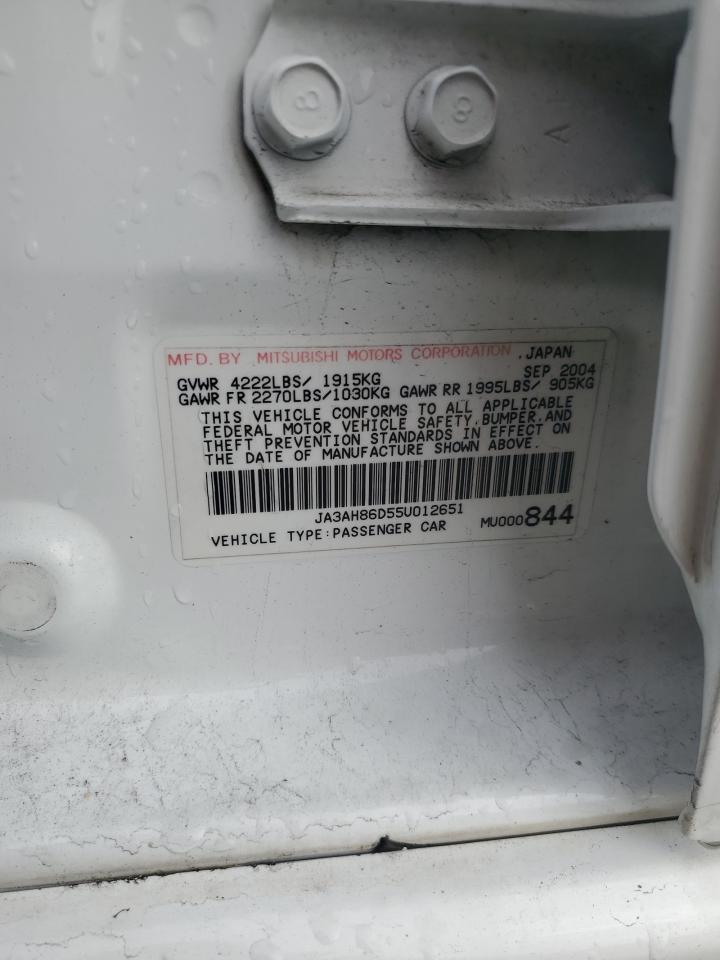 8
8
A
MFD. BY MITSUBISHI MOTORS CORPORATION , JAPAN
SEP 2004
GVWR 4222LBS/ 1915KG
GAWR FR 2270LBS/1030KG GAWR RR 1995LBS/ 905KG
THIS VEHICLE CONFORMS TO ALL APPLICABLE
FEDERAL MOTOR VEHICLE SAFETY,BUMPER,AND
THEFT PREVENTION STANDARDS IN EFFECT ON
THE DATE OF MANUFACTURE SHOWN ABOVE.
JA3AH86D55U012651
VEHICLE TYPE:PASSENGER CAR MU000844